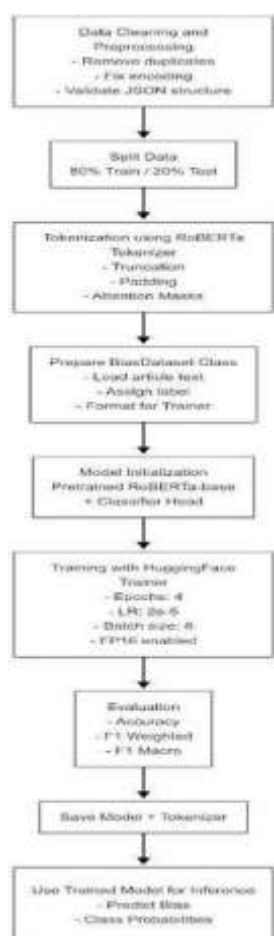 Data Cleaning and
Preprocessing
- Remove duplicates
- Fix encoding
- Validate JSON structure
Split Data
80% Train / 20% Test
Tokenization using RoBERTa
Tokenizer
- Truncation
- Padding
- Attention Masks
Prepare BiasDataset Class
- Load article text
- Assign label
- Format for Trainer
Model Initialization
Pretrained RoBERTa-base
+ Classifier Head
Training with HuggingFace
Trainer
- Epochs: 4
- LR: 2e-5
- Batch size:
- FP16 enabled
Evaluation
- Accuracy
- F1 Weighted
- F1 Macro
Save Model + Tokenizer
Use Trained Model for Inference
- Predict Bias
- Class Probabilities